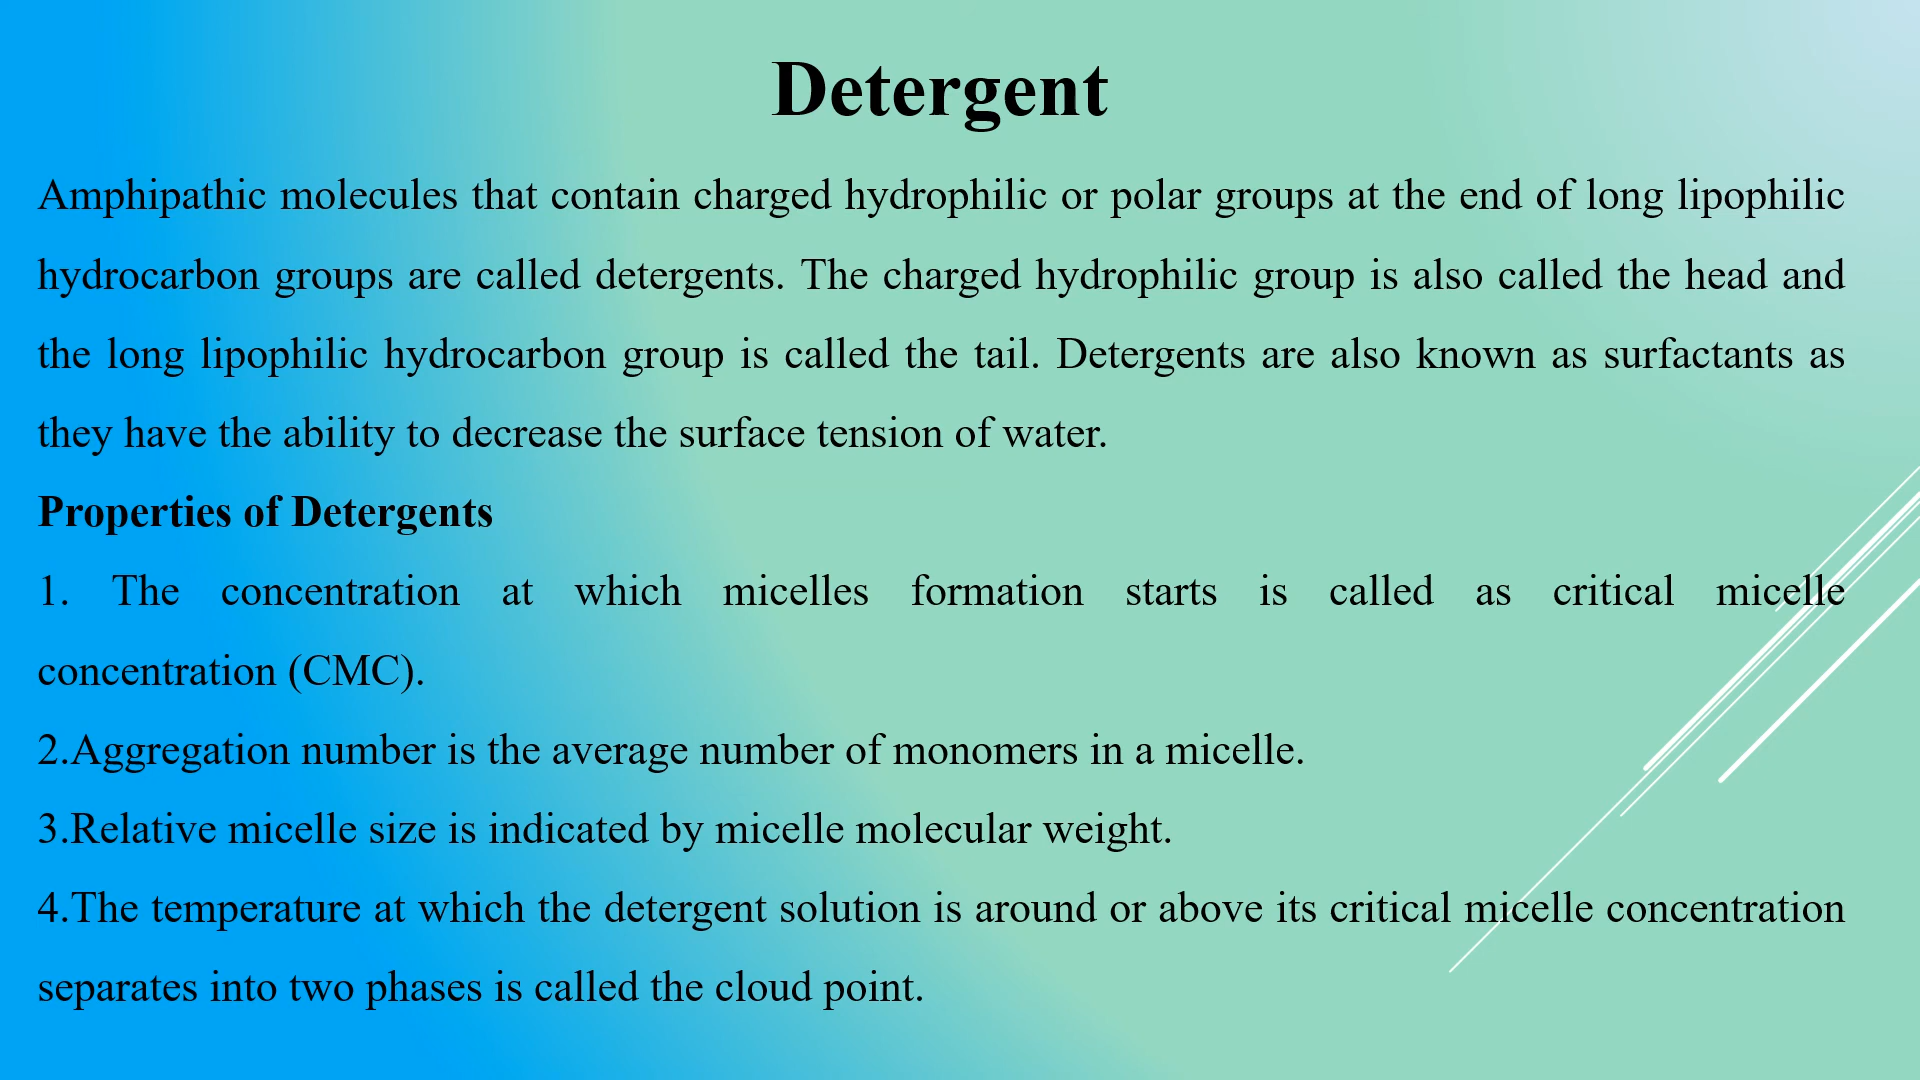 Detergent
Amphipathic molecules that contain charged hydrophilic or polar groups at the end of long lipophilic
hydrocarbon groups are called detergents. The charged hydrophilic group is also called the head and
the long lipophilic hydrocarbon group is called the tail. Detergents are also known as surfactants as
they have the ability to decrease the surface tension of water.
Properties of Detergents
1. The concentration at which micelles formation starts is called as critical micelle
concentration (CMC).
2.Aggregation number is the average number of monomers in a micelle.
3.Relative micelle size is indicated by micelle molecular weight.
4.The temperature at which the detergent solution is around or above its critical micelle concentration
separates into two phases is called the cloud point.